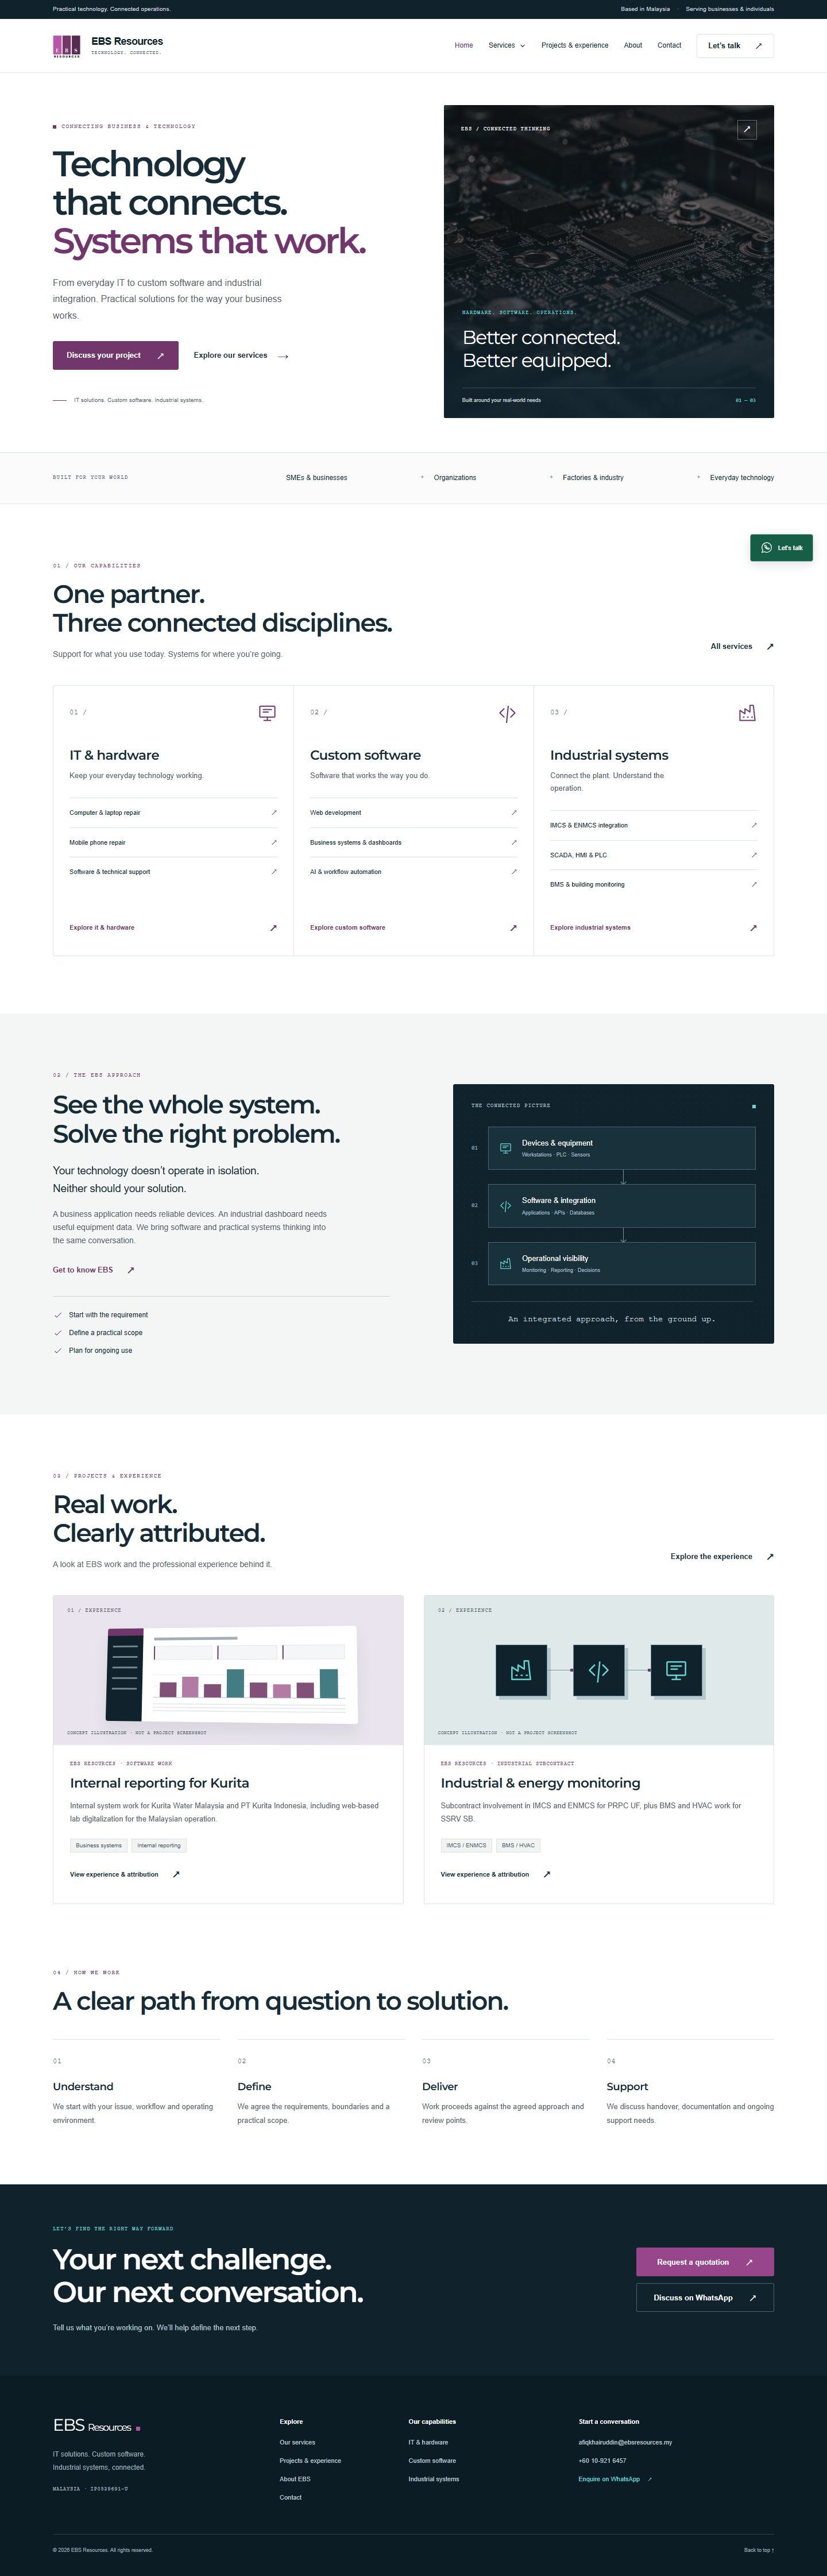 Practical technology. Connected operations.
Based in Malaysia · Serving businesses & individuals
EBS
RESOURCES
EBS Resources
TECHNOLOGY. CONNECTED.
Home
Services
Projects & experience
About
Contact
Let's talk
CONNECTING BUSINESS & TECHNOLOGY
Technology
that connects.
Systems that work.
From everyday IT to custom software and industrial
integration. Practical solutions for the way your business
works.
Discuss your project
Explore our services
IT solutions. Custom software. Industrial systems.
EBS / CONNECTED THINKING
HARDWARE. SOFTWARE. OPERATIONS.
Better connected.
Better equipped.
Built around your real-world needs
01 — 03
BUILT FOR YOUR WORLD
SMEs & businesses
+ Organizations
+ Factories & industry
+ Everyday technology
Let's talk
01 / OUR CAPABILITIES
One partner.
Three connected disciplines.
Support for what you use today. Systems for where you're going.
All services
01 /
IT & hardware
Keep your everyday technology working.
Computer & laptop repair
Mobile phone repair
Software & technical support
Explore it & hardware
02 /
Custom software
Software that works the way you do.
Web development
Business systems & dashboards
AI & workflow automation
Explore custom software
03 /
Industrial systems
Connect the plant. Understand the
operation.
IMCS & ENMCS integration
SCADA, HMI & PLC
BMS & building monitoring
Explore industrial systems
02 / THE EBS APPROACH
See the whole system.
Solve the right problem.
Your technology doesn't operate in isolation.
Neither should your solution.
A business application needs reliable devices. An industrial dashboard needs
useful equipment data. We bring software and practical systems thinking into
the same conversation.
Get to know EBS
Start with the requirement
Define a practical scope
Plan for ongoing use
THE CONNECTED PICTURE
01
Devices & equipment
Workstations · PLC · Sensors
02
Software & integration
Applications · APIs · Databases
03
Operational visibility
Monitoring · Reporting · Decisions
An integrated approach, from the ground up.
03 / PROJECTS & EXPERIENCE
Real work.
Clearly attributed.
A look at EBS work and the professional experience behind it.
Explore the experience
01 / EXPERIENCE
CONCEPT ILLUSTRATION · NOT A PROJECT SCREENSHOT
EBS RESOURCES · SOFTWARE WORK
Internal reporting for Kurita
Internal system work for Kurita Water Malaysia and PT Kurita Indonesia, including web-based
lab digitalization for the Malaysian operation.
Business systems
Internal reporting
View experience & attribution
02 / EXPERIENCE
CONCEPT ILLUSTRATION · NOT A PROJECT SCREENSHOT
EBS RESOURCES · INDUSTRIAL SUBCONTRACT
Industrial & energy monitoring
Subcontract involvement in IMCS and ENMCS for PRPC UF, plus BMS and HVAC work for
SSRV SB.
IMCS / ENMCS
BMS / HVAC
View experience & attribution
04 / HOW WE WORK
A clear path from question to solution.
01
Understand
We start with your issue, workflow and operating
environment.
02
Define
We agree the requirements, boundaries and a
practical scope.
03
Deliver
Work proceeds against the agreed approach and
review points.
04
Support
We discuss handover, documentation and ongoing
support needs.
LET'S FIND THE RIGHT WAY FORWARD
Your next challenge.
Our next conversation.
Tell us what you're working on. We'll help define the next step.
Request a quotation
Discuss on WhatsApp
EBS Resources
IT solutions. Custom software.
Industrial systems, connected.
Explore
Our services
Projects & experience
About EBS
Contact
Our capabilities
IT & hardware
Custom software
Industrial systems
Start a conversation
afiqkhairuddin@ebsresources.my
+60 10-921 6457
Enquire on WhatsApp
© 2026 EBS Resources. All rights reserved.
Back to top ↑